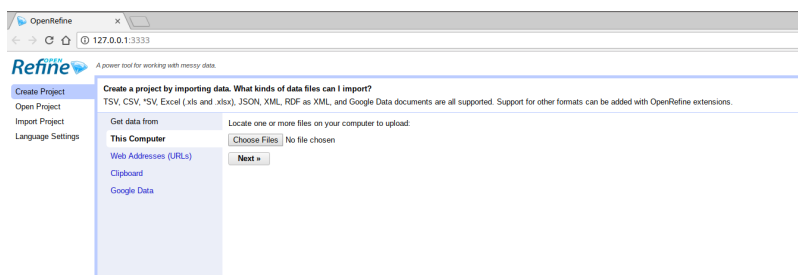 OpenRefine
127.0.0.1:3333
OPEN
Refine
A power tool for working with messy data.
Create Project
Open Project
Import Project
Language Settings
Create a project by importing data. What kinds of data files can I import?
TSV, CSV, *SV, Excel (.xls and .xlsx), JSON, XML, RDF as XML, and Google Data documents are all supported. Support for other formats can be added with OpenRefine extensions.
Get data from
This Computer
Web Addresses (URLs)
Clipboard
Google Data
Locate one or more files on your computer to upload:
Choose Files No file chosen
Next »